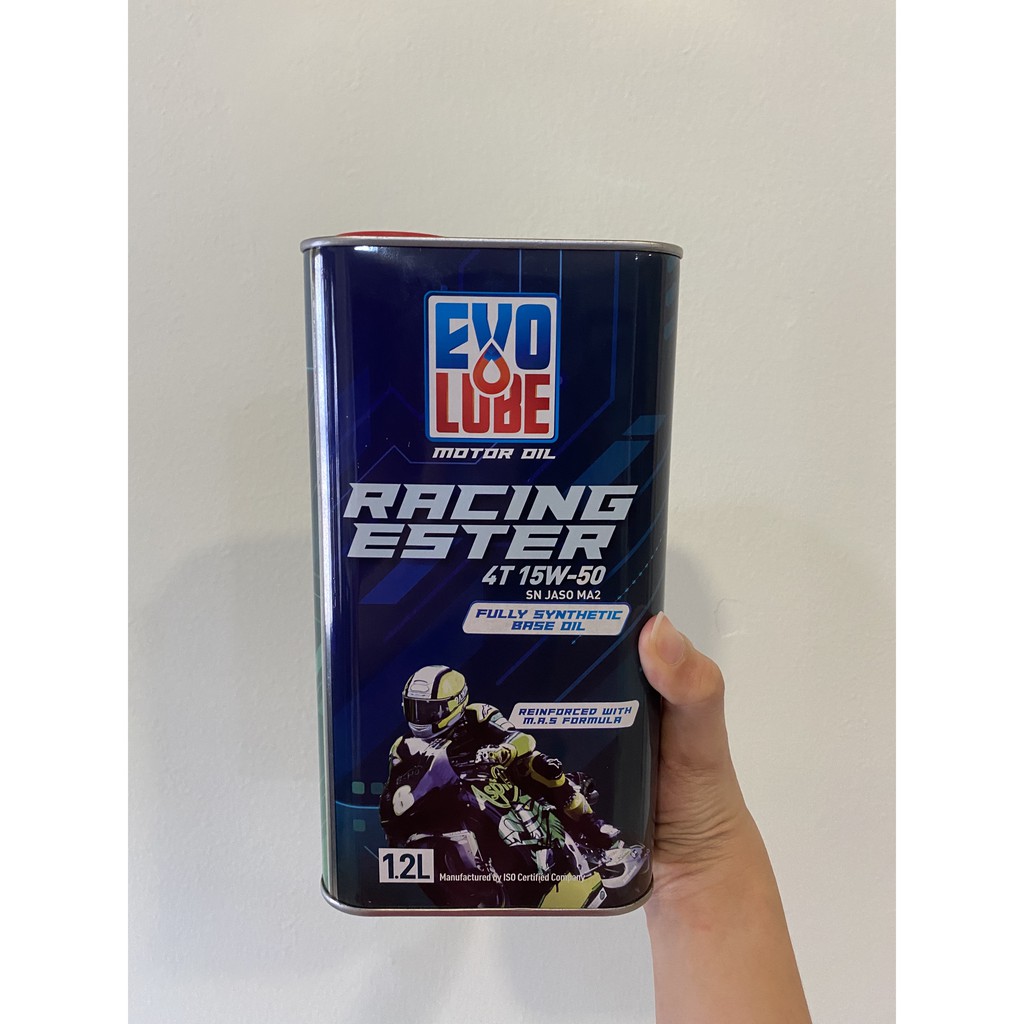 EVO
LUBE
MOTOR OIL
RACING
ESTER
4T 15W-50
SN JASO MA2
FULLY SYNTHETIC
BASE OIL
REINFORCED WITH
M.A.S FORMULA
1.2L
Manufactured by ISO Certified Company